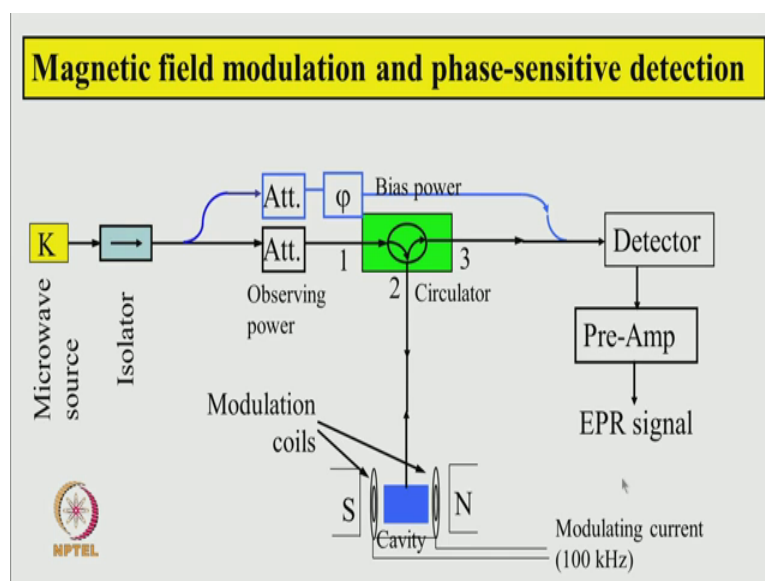 Magnetic field modulation and phase-sensitive detection
Att.
φ
Bias power
K
Att.
1
3
Detector
2
Circulator
Observing
power
Microwave
source
Isolator
Pre-Amp
Modulation
coils
EPR signal
S
N
Cavity
Modulating current
(100 kHz)
NPTEL